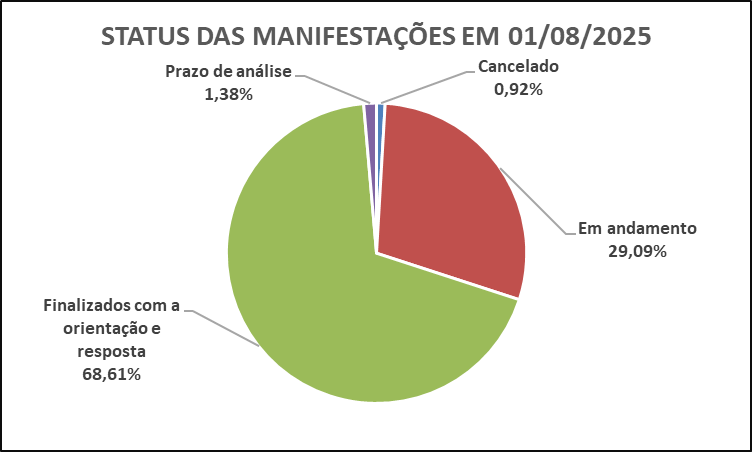 STATUS DAS MANIFESTAÇÕES EM 01/08/2025
Prazo de análise
1,38%
Cancelado
0,92%
Em andamento
29,09%
Finalizados com a
orientação e
resposta
68,61%